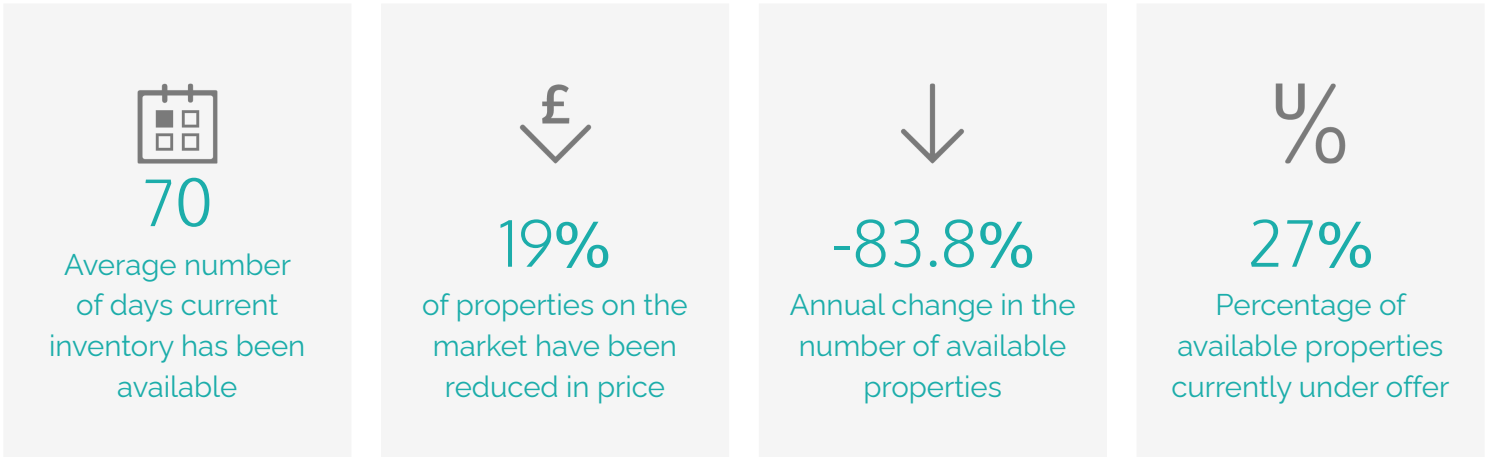 £
U%
70
Average number
of days current
inventory has been
available
19%
of properties on the
market have been
reduced in price
-83.8%
Annual change in the
number of available
properties
27%
Percentage of
available properties
currently under offer